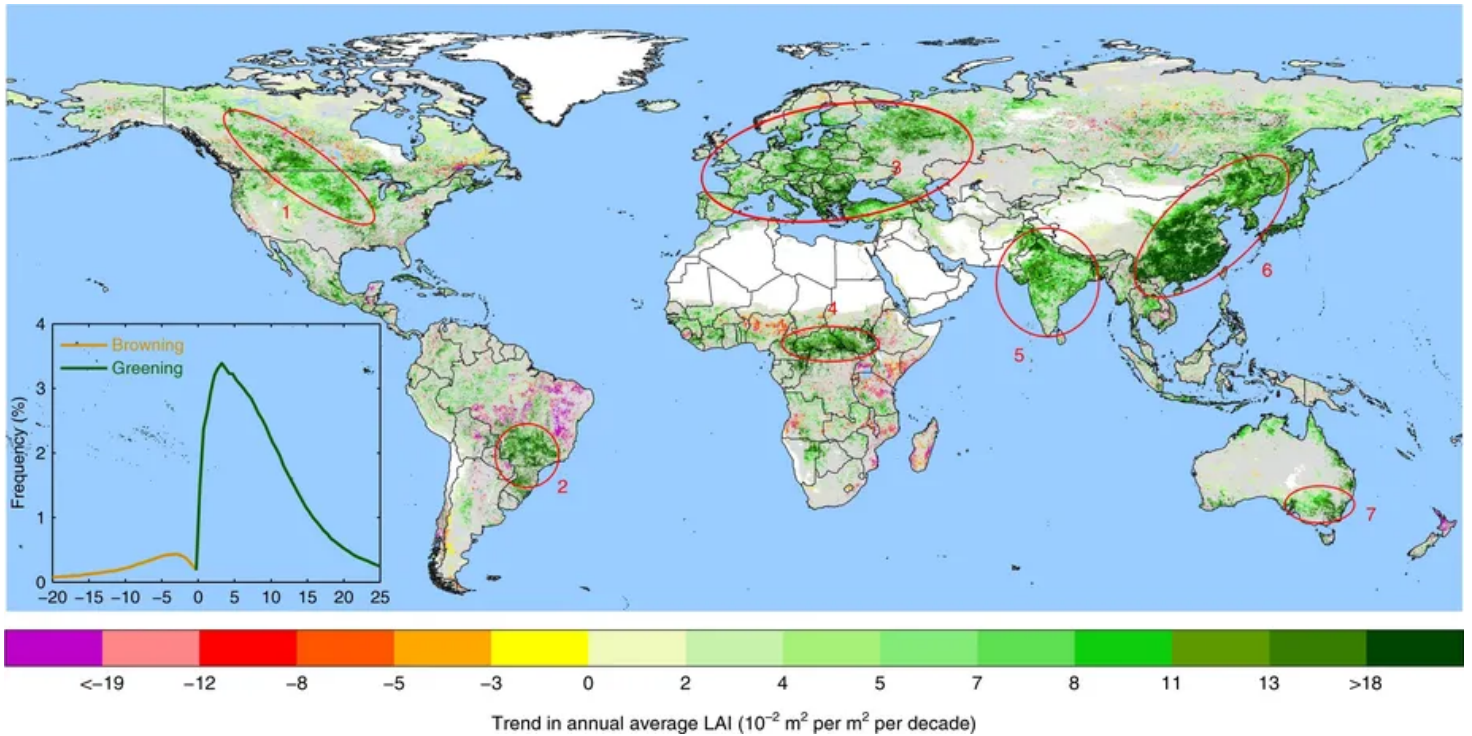 1
2
3
4
5
6
7
4
3
2
1
0
Frequency (%)
Browning
Greening
−20 −15 −10 −5 0 5 10 15 20 25
<−19 −12 −8 −5 −3 0 2 4 5 7 8 11 13 >18
Trend in annual average LAI (10⁻² m² per m² per decade)